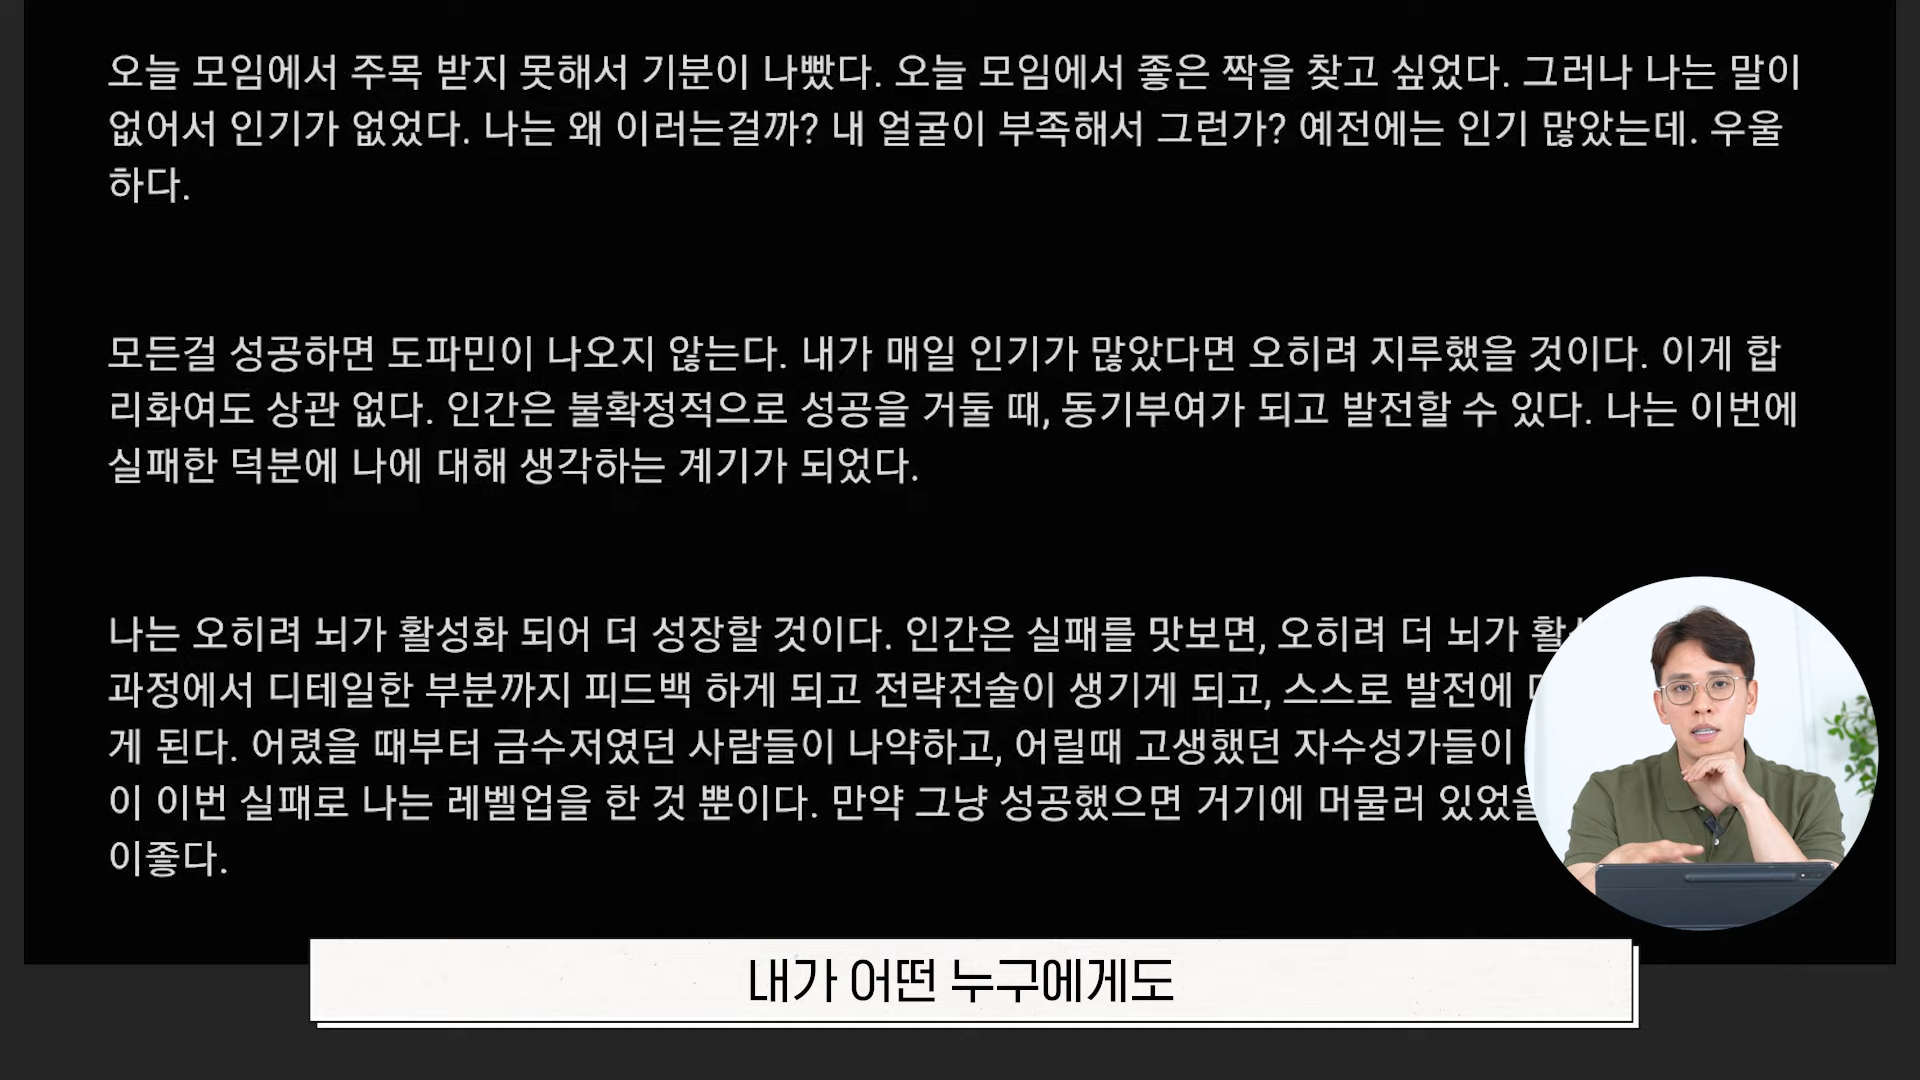 오늘 모임에서 주목 받지 못해서 기분이 나빴다. 오늘 모임에서 좋은 짝을 찾고 싶었다. 그러나 나는 말이
없어서 인기가 없었다. 나는 왜 이러는걸까? 내 얼굴이 부족해서 그런가? 예전에는 인기 많았는데. 우울
하다.
모든걸 성공하면 도파민이 나오지 않는다. 내가 매일 인기가 많았다면 오히려 지루했을 것이다. 이게 합
리화여도 상관 없다. 인간은 불확정적으로 성공을 거둘 때, 동기부여가 되고 발전할 수 있다. 나는 이번에
실패한 덕분에 나에 대해 생각하는 계기가 되었다.
나는 오히려 뇌가 활성화 되어 더 성장할 것이다. 인간은 실패를 맛보면, 오히려 더 뇌가
과정에서 디테일한 부분까지 피드백 하게 되고 전략전술이 생기게 되고, 스스로 발전에
게 된다. 어렸을 때부터 금수저였던 사람들이 나약하고, 어릴때 고생했던 자수성가들이
이 이번 실패로 나는 레벨업을 한 것 뿐이다. 만약 그냥 성공했으면 거기에 머물러
이좋다.
내가 어떤 누구에게도